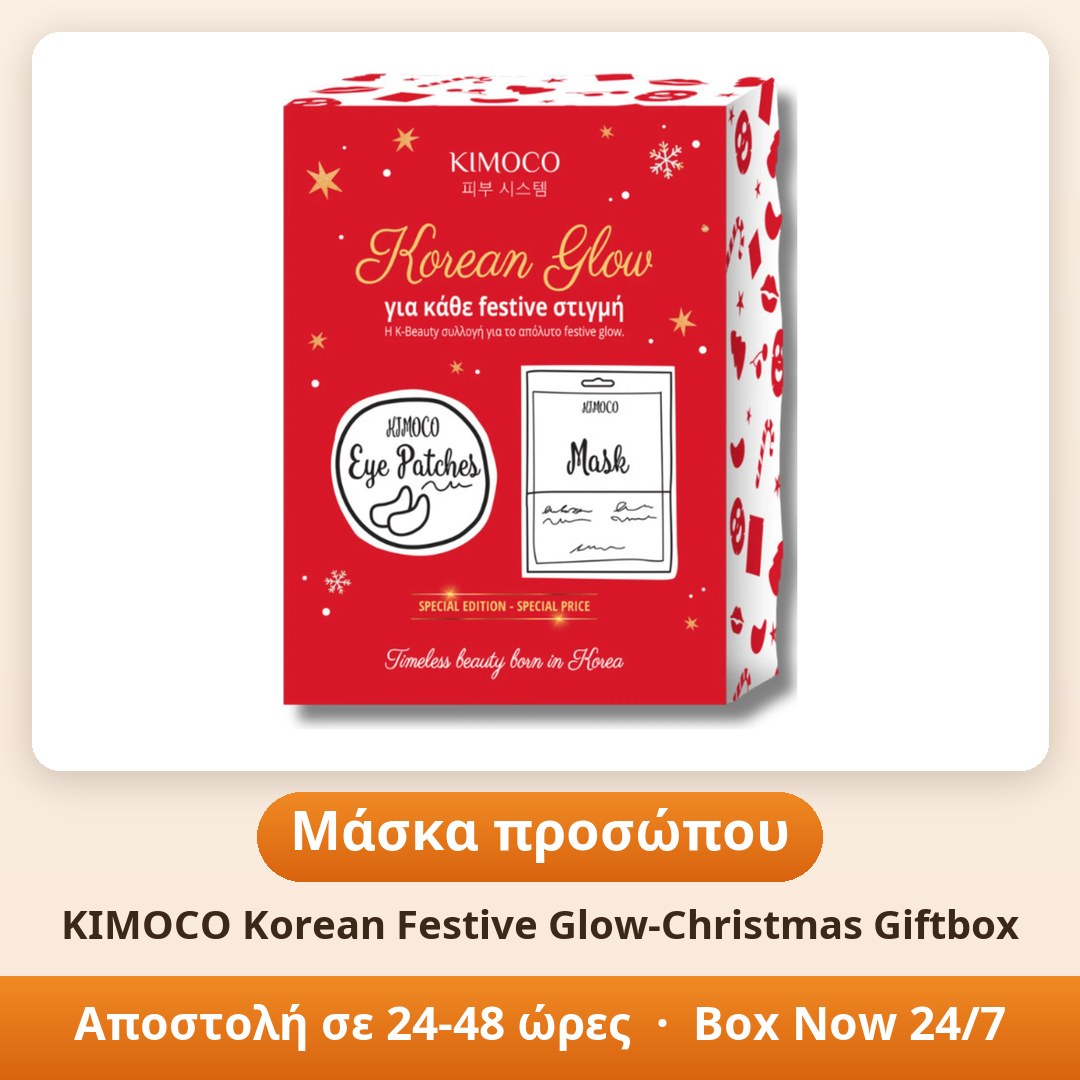 KIMOCO
피부 시스템
Korean Glow
για κάθε festive στιγμή
Η K-Beauty συλλογή για το απόλυτο festive glow.
KIMOCO
Eye Patches
KIMOCO
Mask
SPECIAL EDITION - SPECIAL PRICE
Timeless beauty born in Korea
Μάσκα προσώπου
KIMOCO Korean Festive Glow-Christmas Giftbox
Αποστολή σε 24-48 ώρες · Box Now 24/7